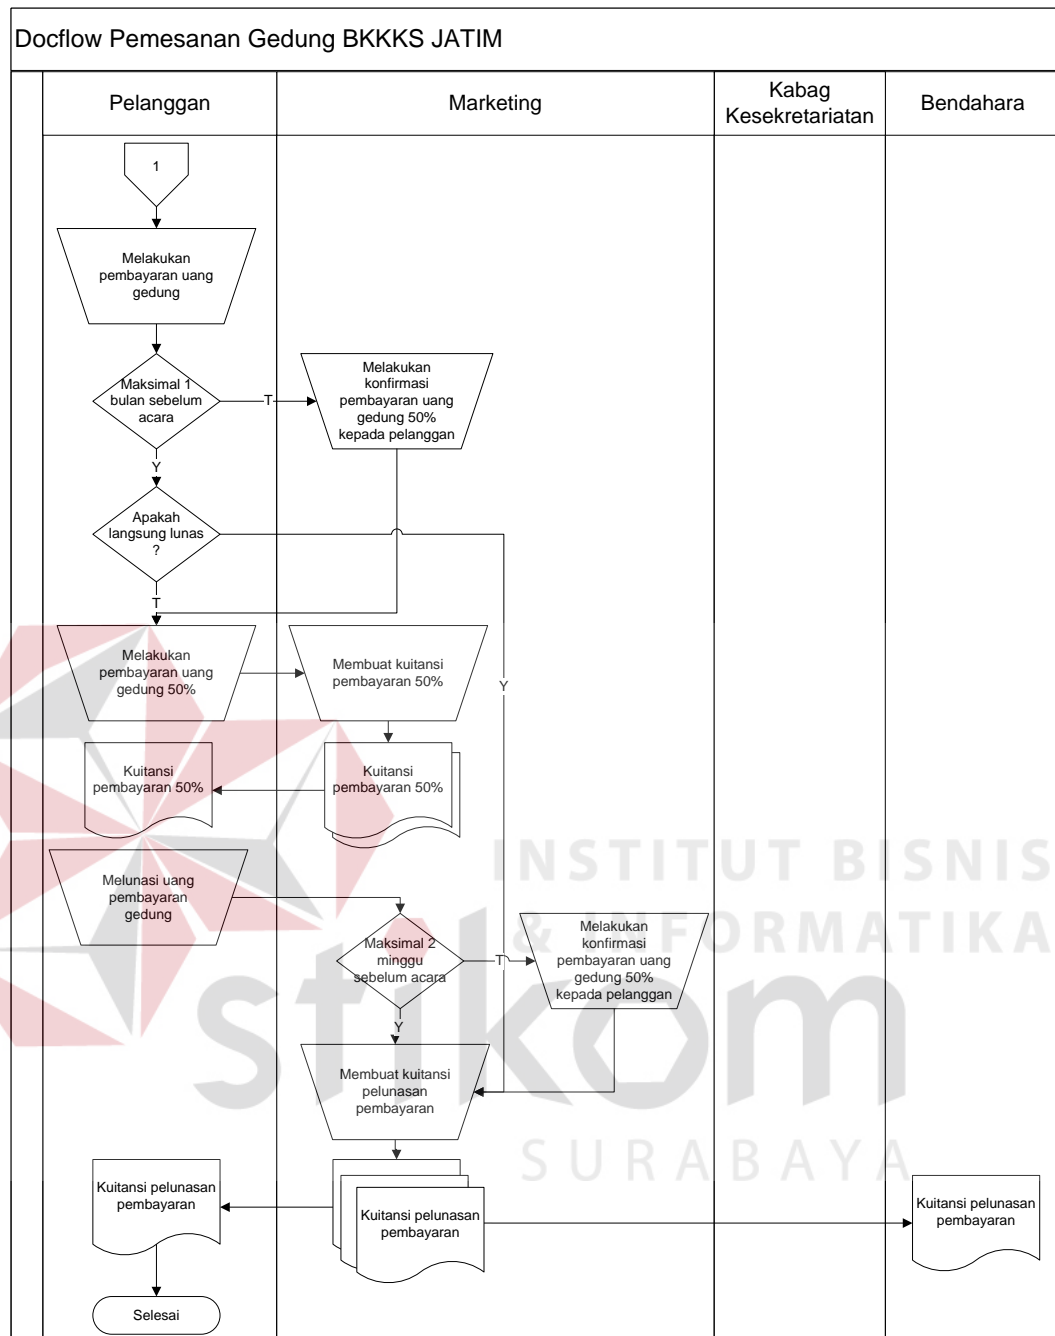 Docflow Pemesanan Gedung BKKKS JATIM
Pelanggan
Marketing
Kabag
Kesekretariatan
Bendahara
1
Melakukan
pembayaran uang
gedung
Maksimal 1
bulan sebelum
acara
T
Melakukan
konfirmasi
pembayaran uang
gedung 50%
kepada pelanggan
Y
Apakah
langsung lunas
?
T
Y
Melakukan
pembayaran uang
gedung 50%
Membuat kuitansi
pembayaran 50%
Kuitansi
pembayaran 50%
Kuitansi
pembayaran 50%
Melunasi uang
pembayaran
gedung
Maksimal 2
minggu
sebelum acara
T
Melakukan
konfirmasi
pembayaran uang
gedung 50%
kepada pelanggan
Y
Membuat kuitansi
pelunasan
pembayaran
Kuitansi pelunasan
pembayaran
Kuitansi pelunasan
pembayaran
Kuitansi pelunasan
pembayaran
Selesai
INSTITUT BISNIS
& INFORMATIKA
stikom
SURABAYA